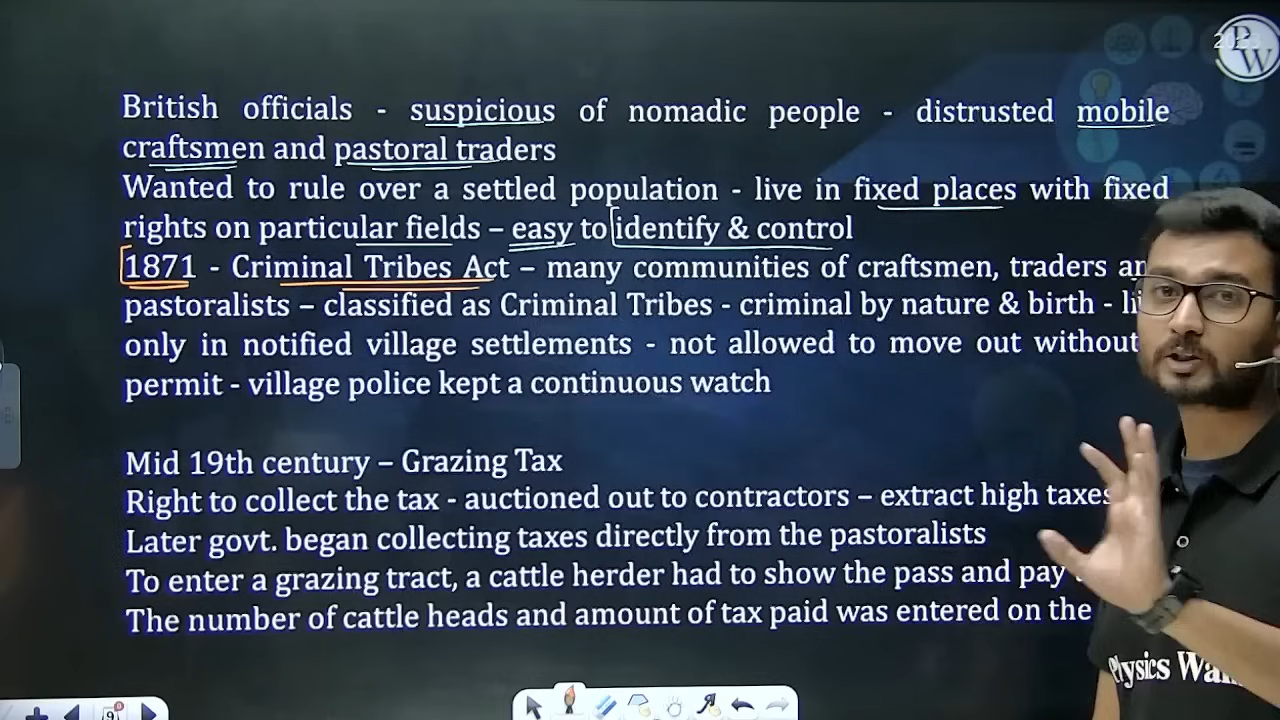 British officials - suspicious of nomadic people - distrusted mobile
craftsmen and pastoral traders
Wanted to rule over a settled population - live in fixed places with fixed
rights on particular fields – easy to identify & control
1871 - Criminal Tribes Act – many communities of craftsmen, traders an
pastoralists – classified as Criminal Tribes - criminal by nature & birth - li
only in notified village settlements - not allowed to move out without
permit - village police kept a continuous watch
Mid 19th century – Grazing Tax
Right to collect the tax - auctioned out to contractors – extract high taxes
Later govt. began collecting taxes directly from the pastoralists
To enter a grazing tract, a cattle herder had to show the pass and pay
The number of cattle heads and amount of tax paid was entered on the
PW
Physics Wal
9